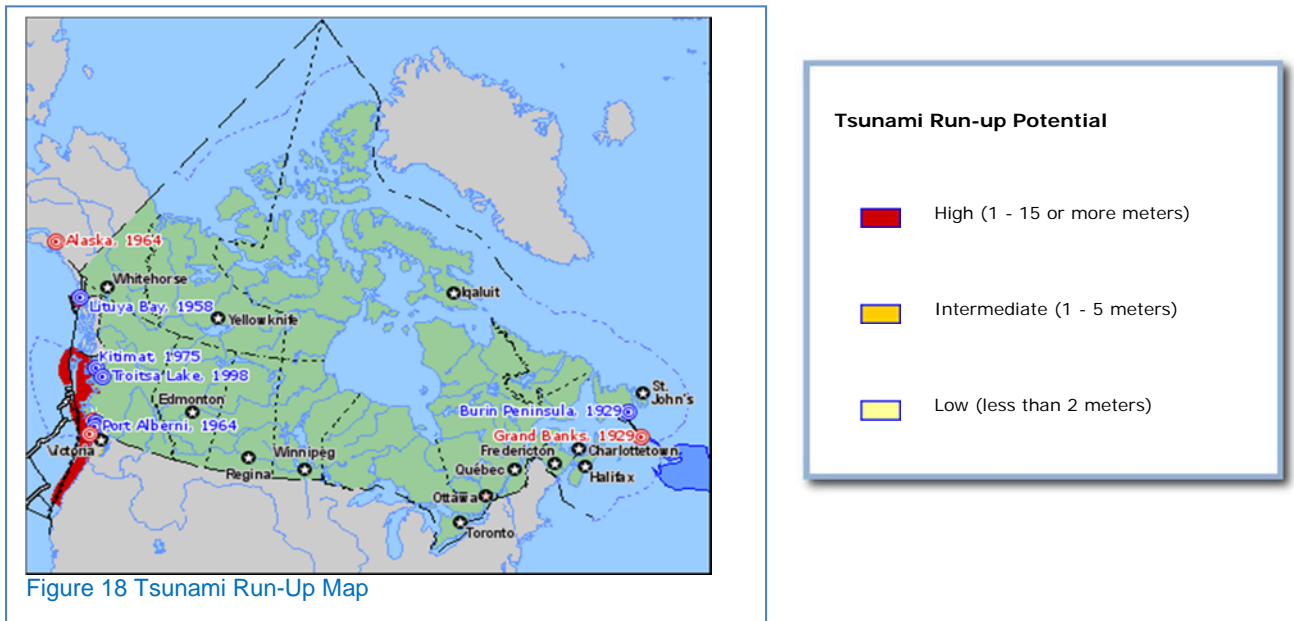 Alaska, 1964
Whitehorse
Lituya Bay, 1958
Yellowknife
Iqaluit
Kitimat, 1975
Troitsa Lake, 1998
Edmonton
Port Alberni, 1964
Victoria
Regina
Winnipeg
St.
John's
Burin Peninsula, 1929
Grand Banks, 1929
Fredericton
Charlottetown
Québec
Halifax
Ottawa
Toronto
Figure 18 Tsunami Run-Up Map
Tsunami Run-up Potential
High (1 - 15 or more meters)
Intermediate (1 - 5 meters)
Low (less than 2 meters)